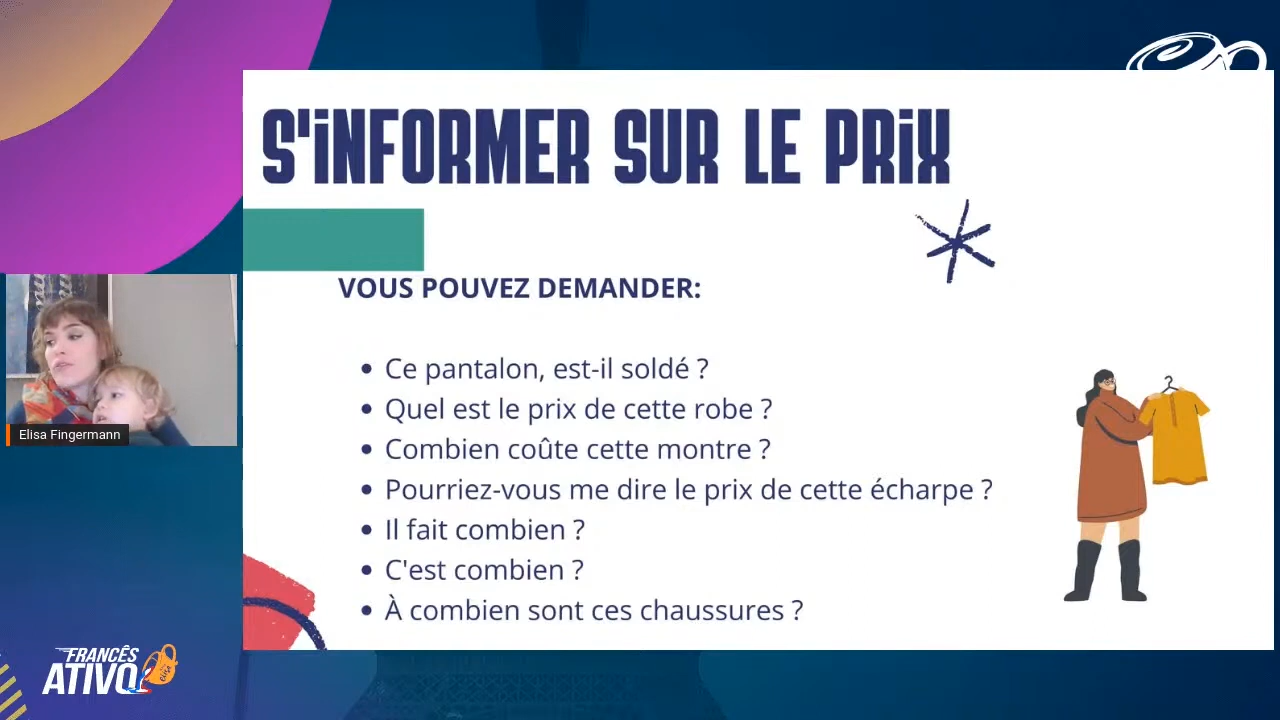 S'iNFORMER SUR LE PRiX
VOUS POUVEZ DEMANDER:
• Ce pantalon, est-il soldé ?
• Quel est le prix de cette robe ?
• Combien coûte cette montre ?
• Pourriez-vous me dire le prix de cette écharpe ?
• Il fait combien ?
• C'est combien ?
• À combien sont ces chaussures ?
Elisa Fingermann
FRANCÊS
ATIVO